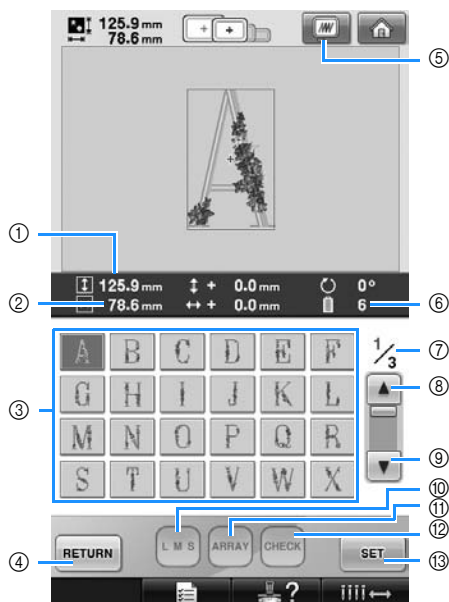 125.9 mm
78.6 mm
⑤
A
①
125.9 mm + 0.0 mm 0°
② 78.6 mm + 0.0 mm 6 ⑥
A B C D E F 1/3 ⑦
⑧
③ G H I J K L
M N O P Q R ⑨
S T U V W X ⑩
⑪
L M S ARRAY CHECK ⑫
④ RETURN SET ⑬
?